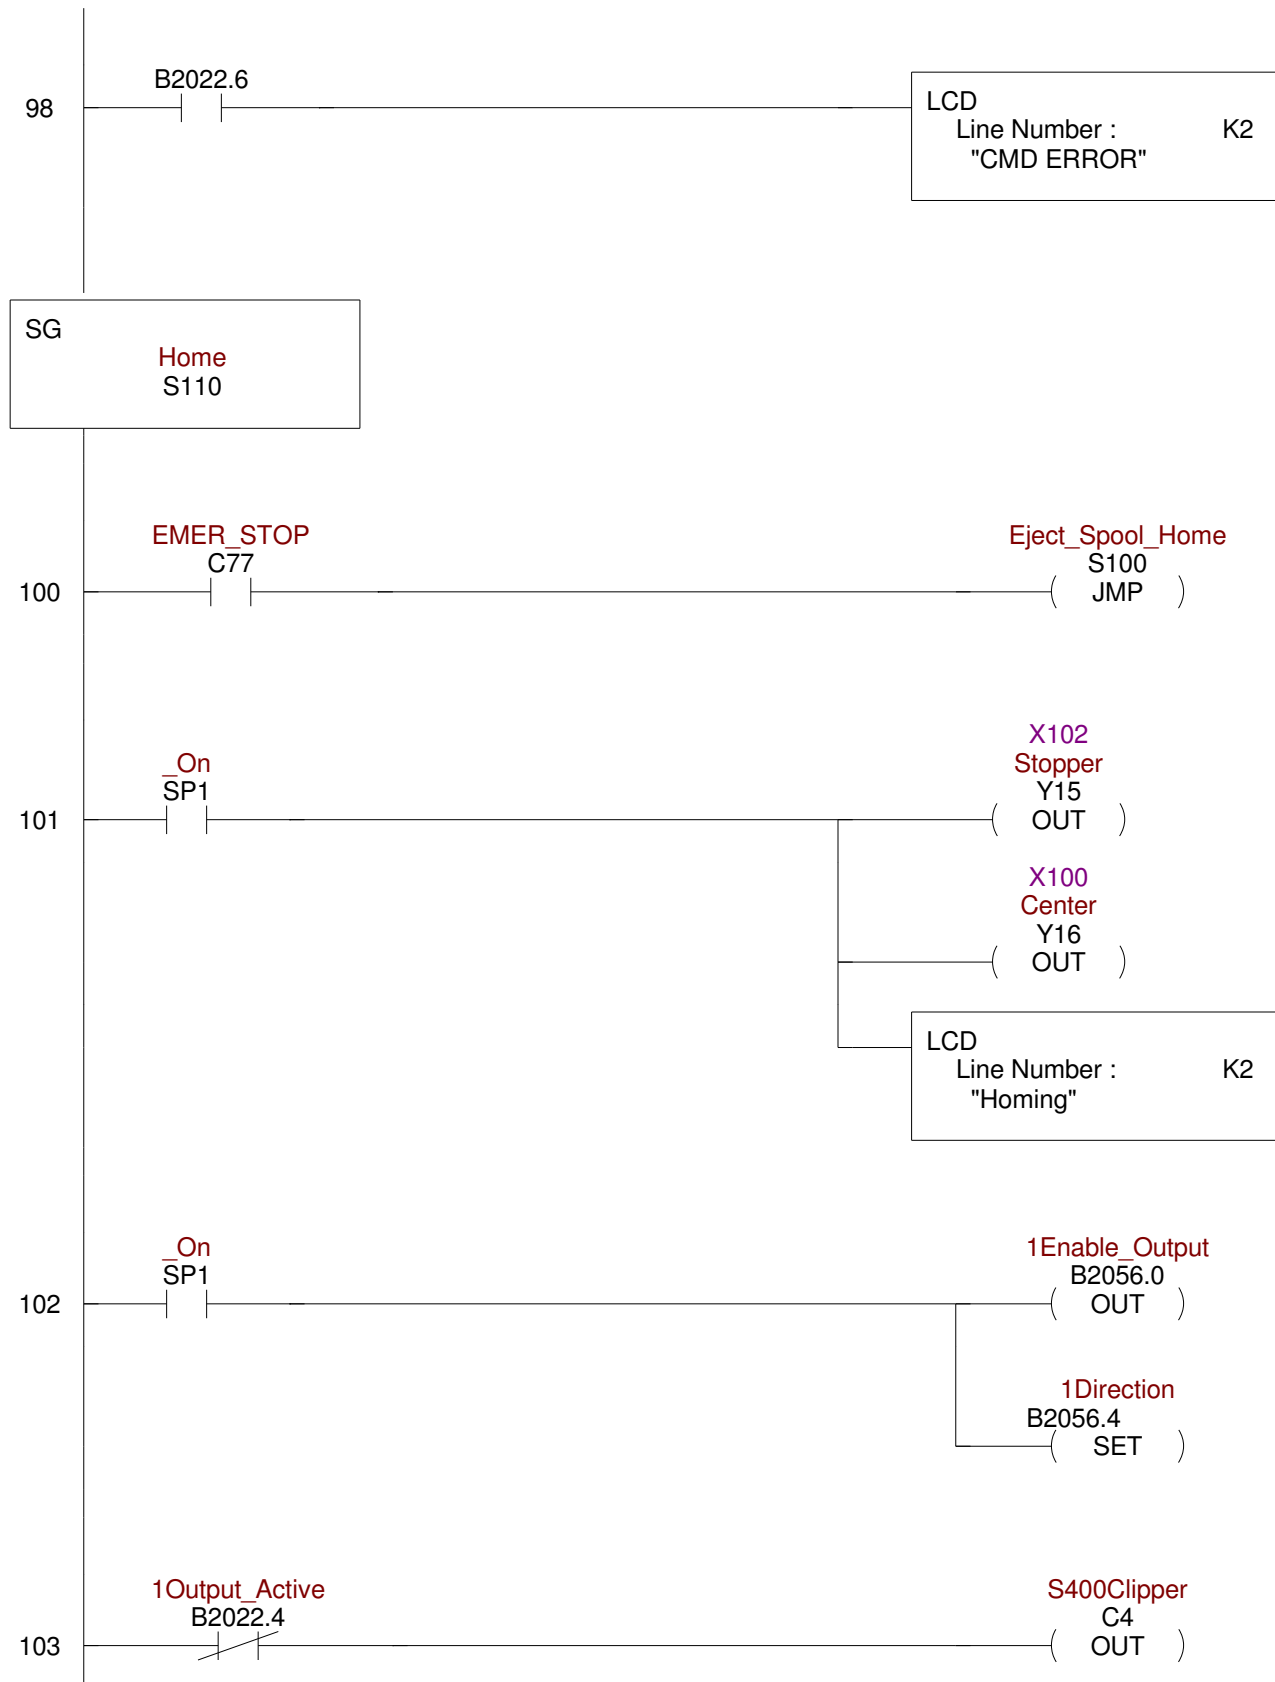 B2022.6
98
LCD
Line Number : K2
"CMD ERROR"
SG
Home
S110
EMER_STOP
C77
100
Eject_Spool_Home
S100
JMP
_On
SP1
101
X102
Stopper
Y15
OUT
X100
Center
Y16
OUT
LCD
Line Number : K2
"Homing"
_On
SP1
102
1Enable_Output
B2056.0
OUT
1Direction
B2056.4
SET
1Output_Active
B2022.4
103
S400Clipper
C4
OUT